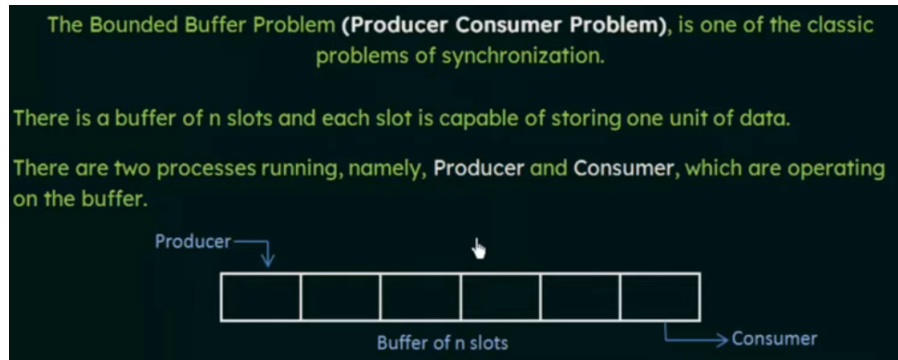 The Bounded Buffer Problem (Producer Consumer Problem), is one of the classic
problems of synchronization.
There is a buffer of n slots and each slot is capable of storing one unit of data.
There are two processes running, namely, Producer and Consumer, which are operating
on the buffer.
Producer
Buffer of n slots
Consumer